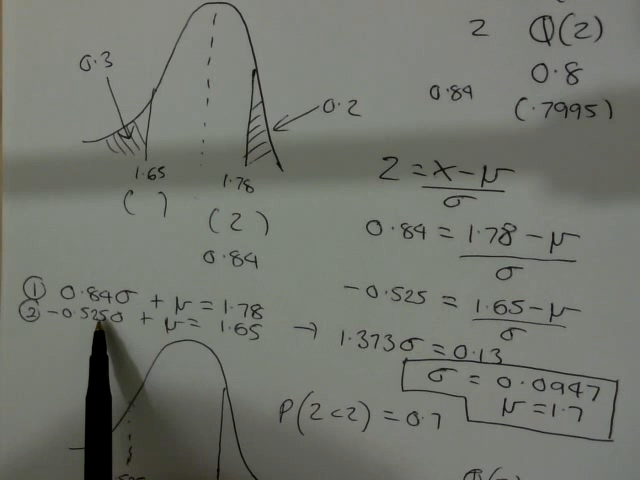 0.3
0.2
1.65
1.78
( )
(z)
0.84
z Φ(z)
0.8
0.84 (.7995)
z = x-μ
σ
0.84 = 1.78 - μ
σ
-0.525 = 1.65-μ
σ
① 0.84σ + μ = 1.78
② -0.525σ + μ = 1.65
→ 1.373σ = 0.13
σ = 0.0947
μ = 1.7
P(z<z) = 0.7